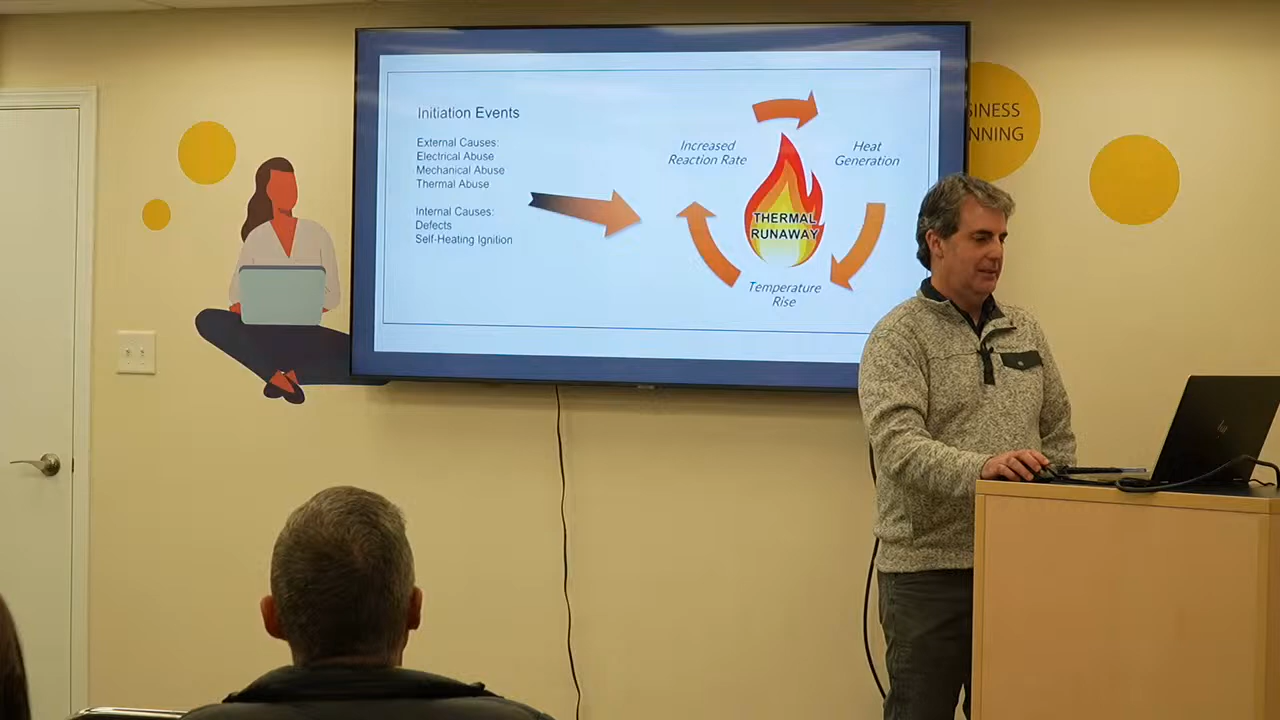 Initiation Events
External Causes:
Electrical Abuse
Mechanical Abuse
Thermal Abuse
Internal Causes:
Defects
Self-Heating Ignition
Increased
Reaction Rate
Heat
Generation
THERMAL
RUNAWAY
Temperature
Rise
SINESS
NNING
hp